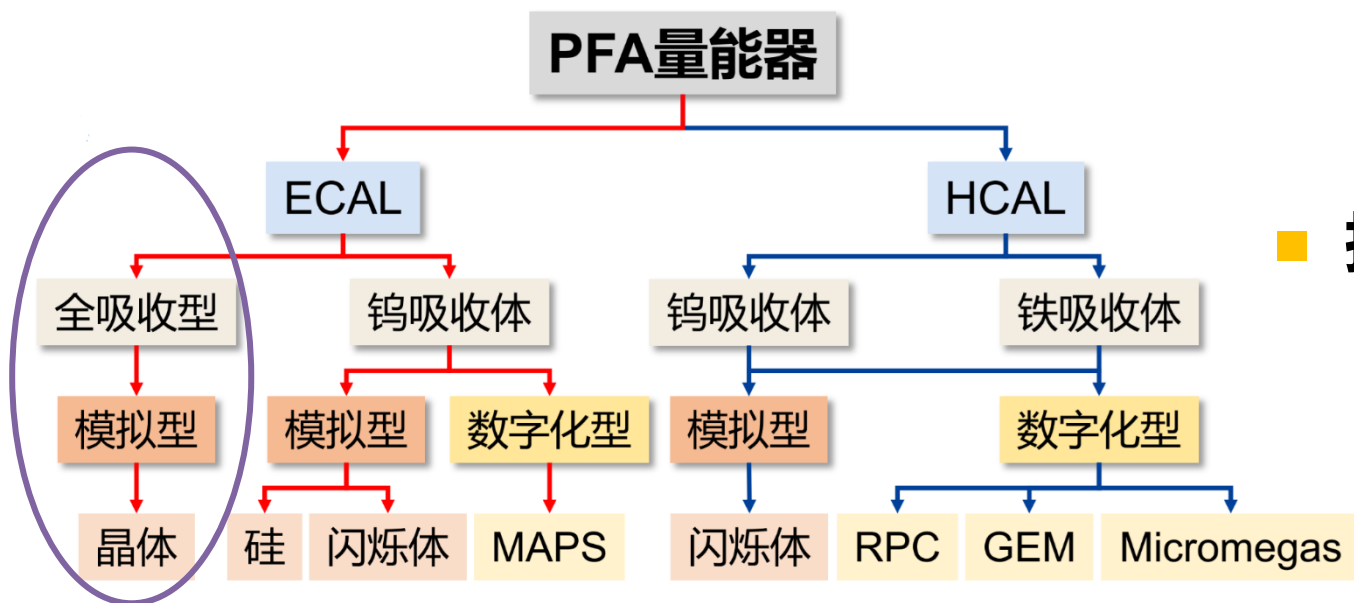 PFA量能器
ECAL
HCAL
全吸收型
钨吸收体
钨吸收体
铁吸收体
模拟型
模拟型
数字化型
模拟型
数字化型
晶体
硅
闪烁体
MAPS
闪烁体
RPC
GEM
Micromegas